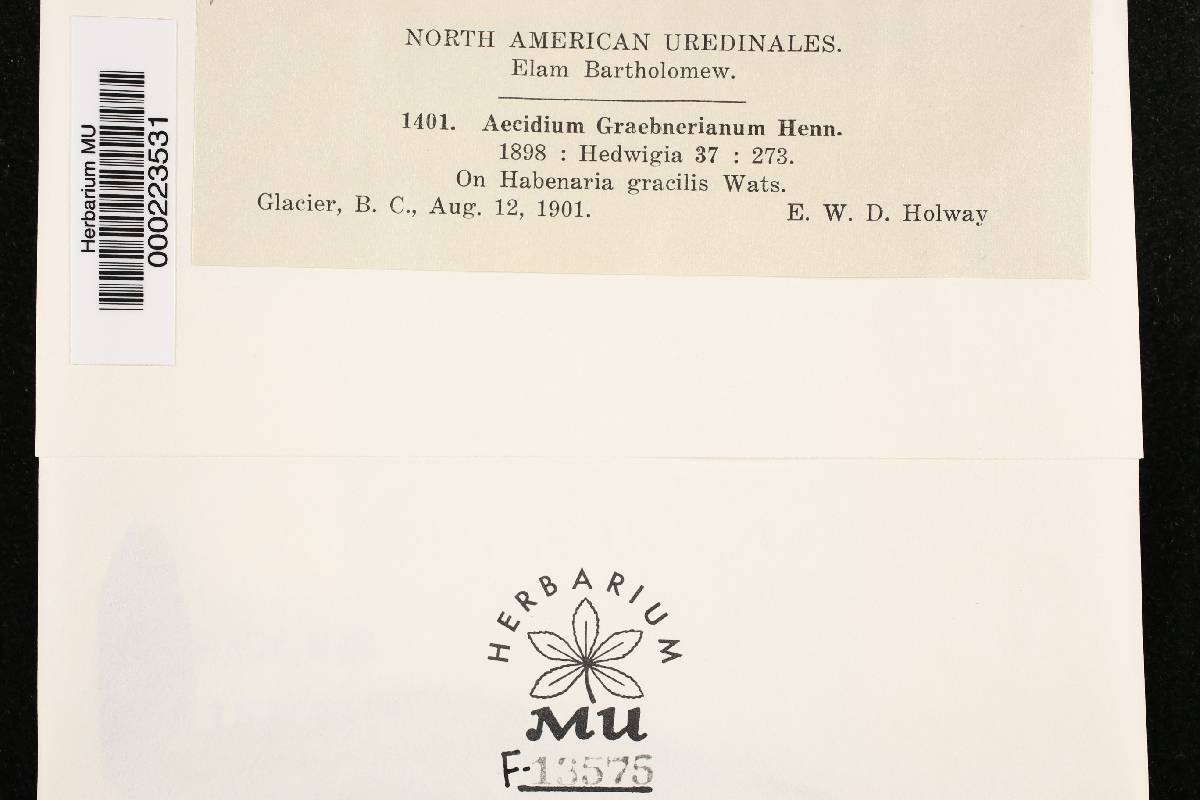 NORTH AMERICAN UREDINALES.
Elam Bartholomew.
1401. Aecidium Graebnerianum Henn.
1898 : Hedwigia 37 : 273.
On Habenaria gracilis Wats.
Glacier, B. C., Aug. 12, 1901. E. W. D. Holway
Herbarium MU
000223531
HERBARIUM
MU
F-13575